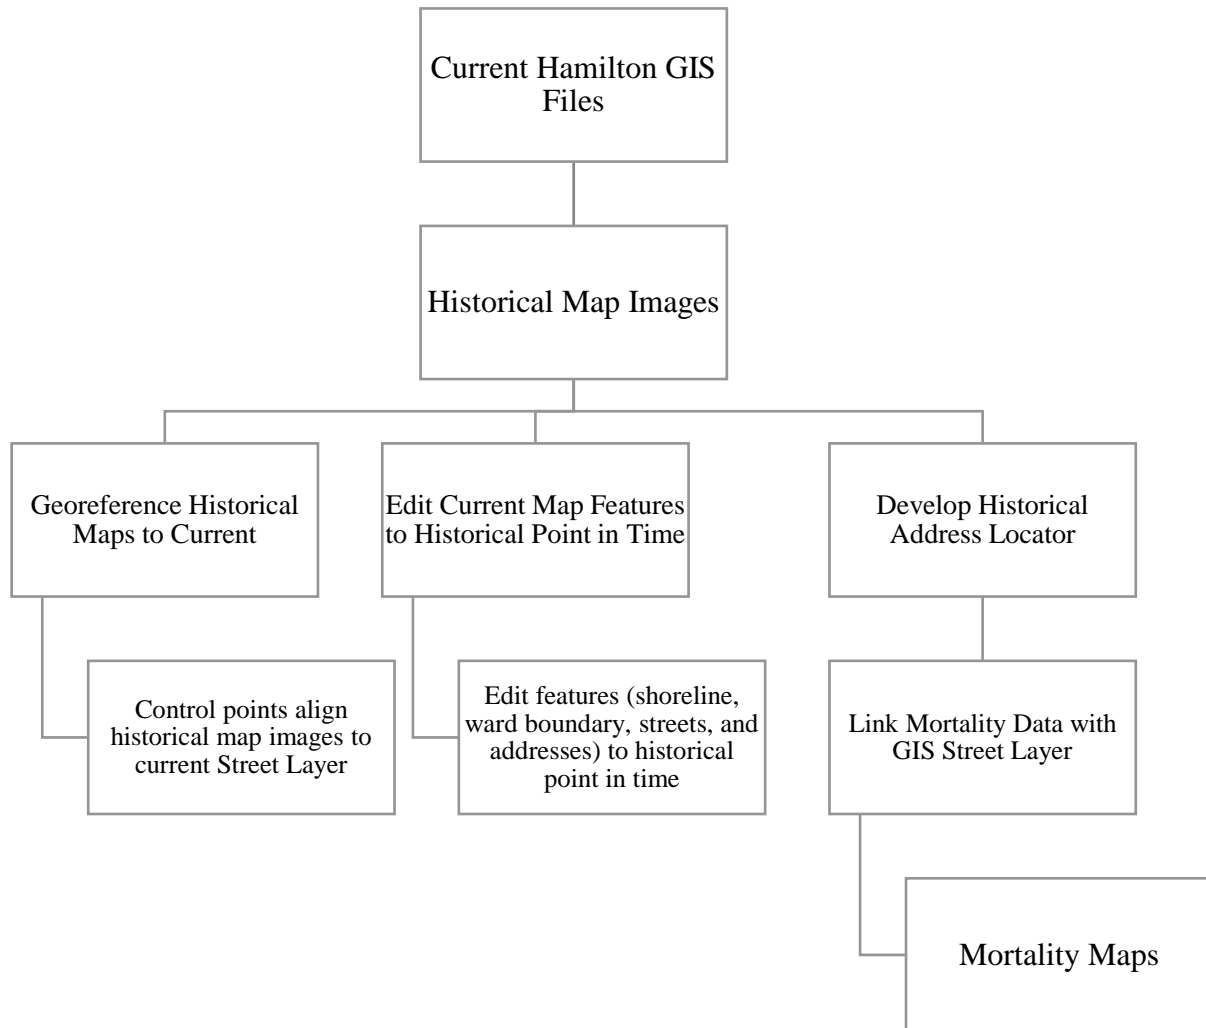 Current Hamilton GIS
Files
Historical Map Images
Georeference Historical
Maps to Current
Edit Current Map Features
to Historical Point in Time
Develop Historical
Address Locator
Control points align
historical map images to
current Street Layer
Edit features (shoreline,
ward boundary, streets, and
addresses) to historical
point in time
Link Mortality Data with
GIS Street Layer
Mortality Maps